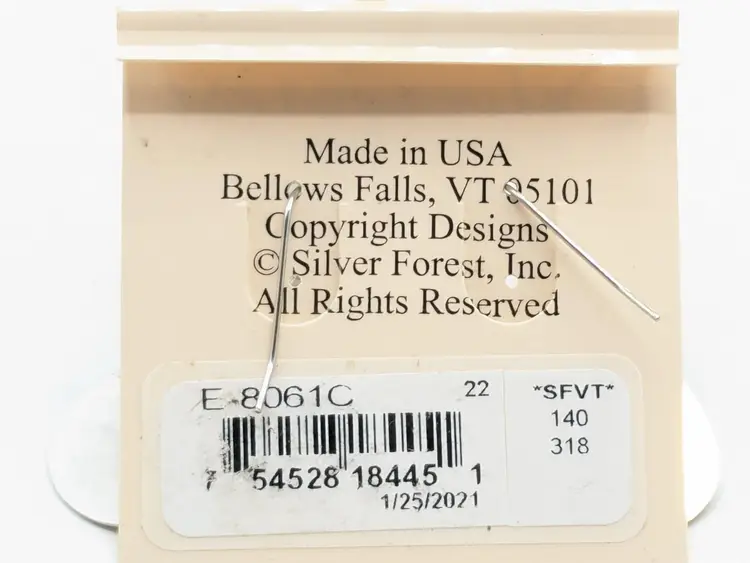 Made in USA
Bellows Falls, VT 05101
Copyright Designs
© Silver Forest, Inc.
All Rights Reserved
E-8061C
22
*SFVT*
140
318
7 54528 18445 1
1/25/2021